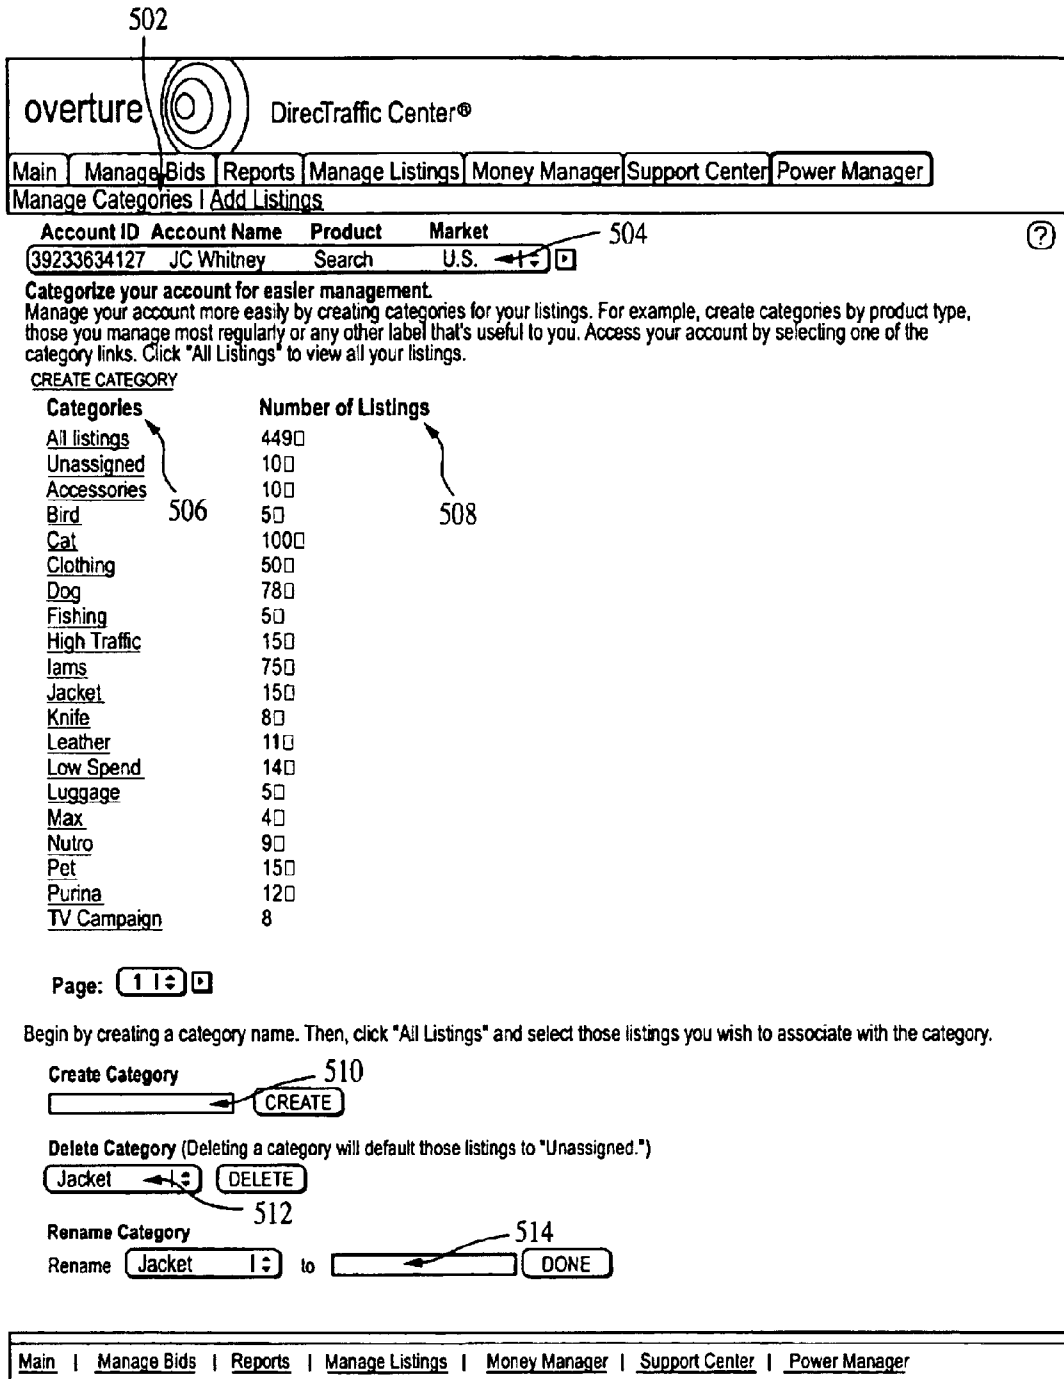 502
overture DirecTraffic Center®
Main Manage Bids Reports Manage Listings Money Manager Support Center Power Manager
Manage Categories | Add Listings
Account ID Account Name Product Market
504
39233634127 JC Whitney Search U.S.
?
Categorize your account for easier management.
Manage your account more easily by creating categories for your listings. For example, create categories by product type,
those you manage most regularly or any other label that's useful to you. Access your account by selecting one of the
category links. Click "All Listings" to view all your listings.
CREATE CATEGORY
Categories Number of Listings
All listings 449
Unassigned 10
Accessories 10
506 508
Bird 5
Cat 100
Clothing 50
Dog 78
Fishing 5
High Traffic 15
Iams 75
Jacket 15
Knife 8
Leather 11
Low Spend 14
Luggage 5
Max 4
Nutro 9
Pet 15
Purina 12
TV Campaign 8
Page: 1
Begin by creating a category name. Then, click "All Listings" and select those listings you wish to associate with the category.
Create Category
510
CREATE
Delete Category (Deleting a category will default those listings to "Unassigned.")
Jacket DELETE
512
Rename Category
514
Rename Jacket to DONE
Main | Manage Bids | Reports | Manage Listings | Money Manager | Support Center | Power Manager